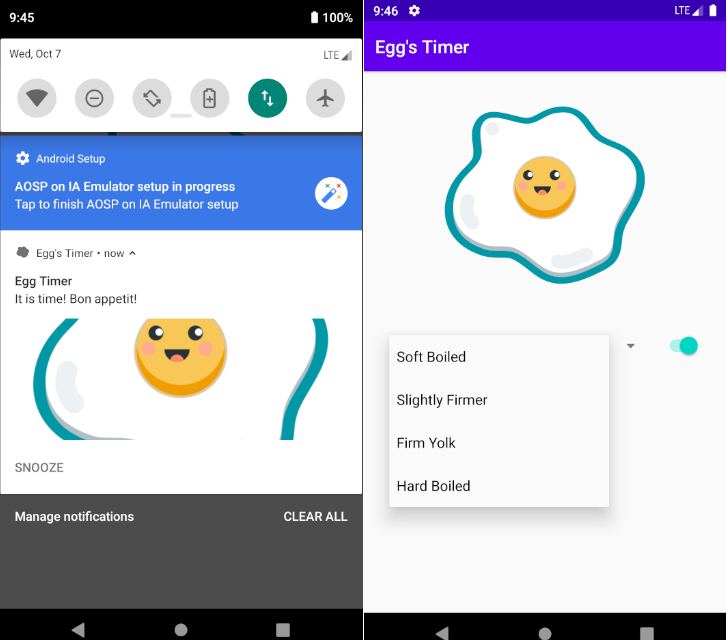 9:45
100%
Wed, Oct 7
LTE
Android Setup
AOSP on IA Emulator setup in progress
Tap to finish AOSP on IA Emulator setup
Egg's Timer • now
Egg Timer
It is time! Bon appetit!
SNOOZE
Manage notifications
CLEAR ALL
9:46
LTE
Egg's Timer
Soft Boiled
Slightly Firmer
Firm Yolk
Hard Boiled